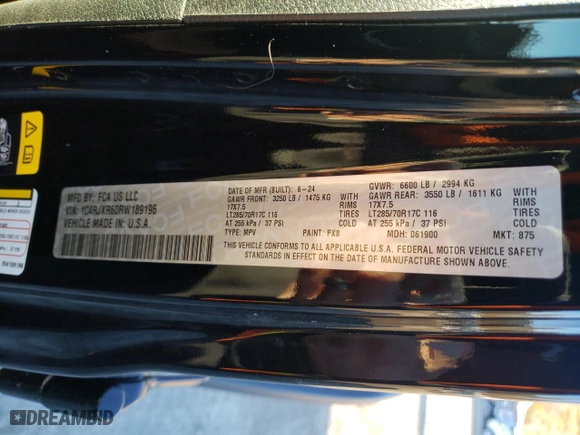 MFD. BY: FCA US LLC
VIN: 1C4RJXR60RW189195
VEHICLE MADE IN U.S.A.
DATE OF MFR (BUILT): 6-24
GVWR: 6600 LB / 2994 KG
GAWR FRONT: 3250 LB / 1475 KG WITH
GAWR REAR: 3550 LB / 1611 KG WITH
17X7.5 RIMS
17X7.5 RIMS
LT285/70R17C 116 TIRES
LT285/70R17C 116 TIRES
AT 255 kPa / 37 PSI COLD
AT 255 kPa / 37 PSI COLD
TYPE: MPV PAINT: PX8 MDH: 061900 MKT: 875
THIS VEHICLE CONFORMS TO ALL APPLICABLE U.S.A. FEDERAL MOTOR VEHICLE SAFETY
STANDARDS IN EFFECT ON THE DATE OF MANUFACTURE SHOWN ABOVE.
DREAMBID